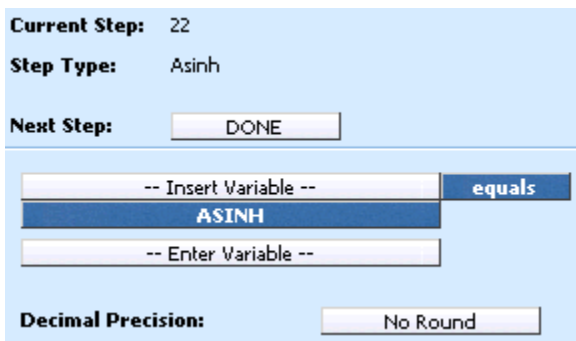 Current Step: 22
Step Type: Asinh
Next Step: DONE
-- Insert Variable -- equals
ASINH
-- Enter Variable --
Decimal Precision: No Round